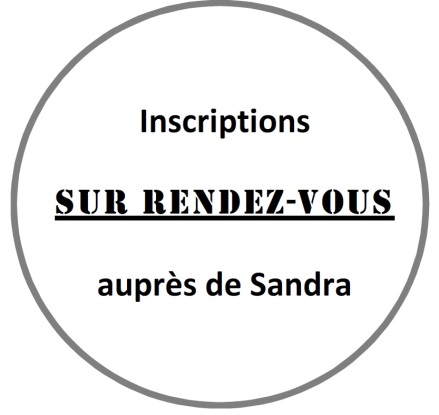 Inscriptions
SUR RENDEZ-VOUS
auprès de Sandra